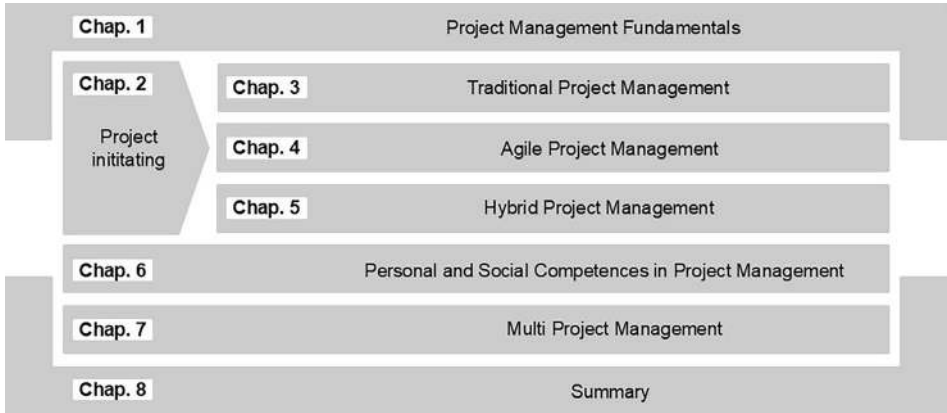 Chap. 1 Project Management Fundamentals
Chap. 2
Project
inititating
Chap. 3 Traditional Project Management
Chap. 4 Agile Project Management
Chap. 5 Hybrid Project Management
Chap. 6 Personal and Social Competences in Project Management
Chap. 7 Multi Project Management
Chap. 8 Summary